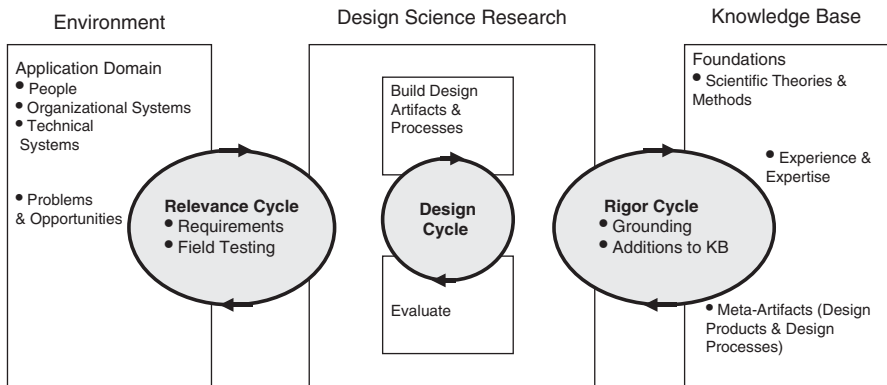 Environment
Design Science Research
Knowledge Base
Application Domain
• People
• Organizational Systems
• Technical
Systems
• Problems
& Opportunities
Relevance Cycle
• Requirements
• Field Testing
Build Design
Artifacts &
Processes
Design
Cycle
Evaluate
Rigor Cycle
• Grounding
• Additions to KB
Foundations
• Scientific Theories &
Methods
• Experience &
Expertise
• Meta-Artifacts (Design
Products & Design
Processes)